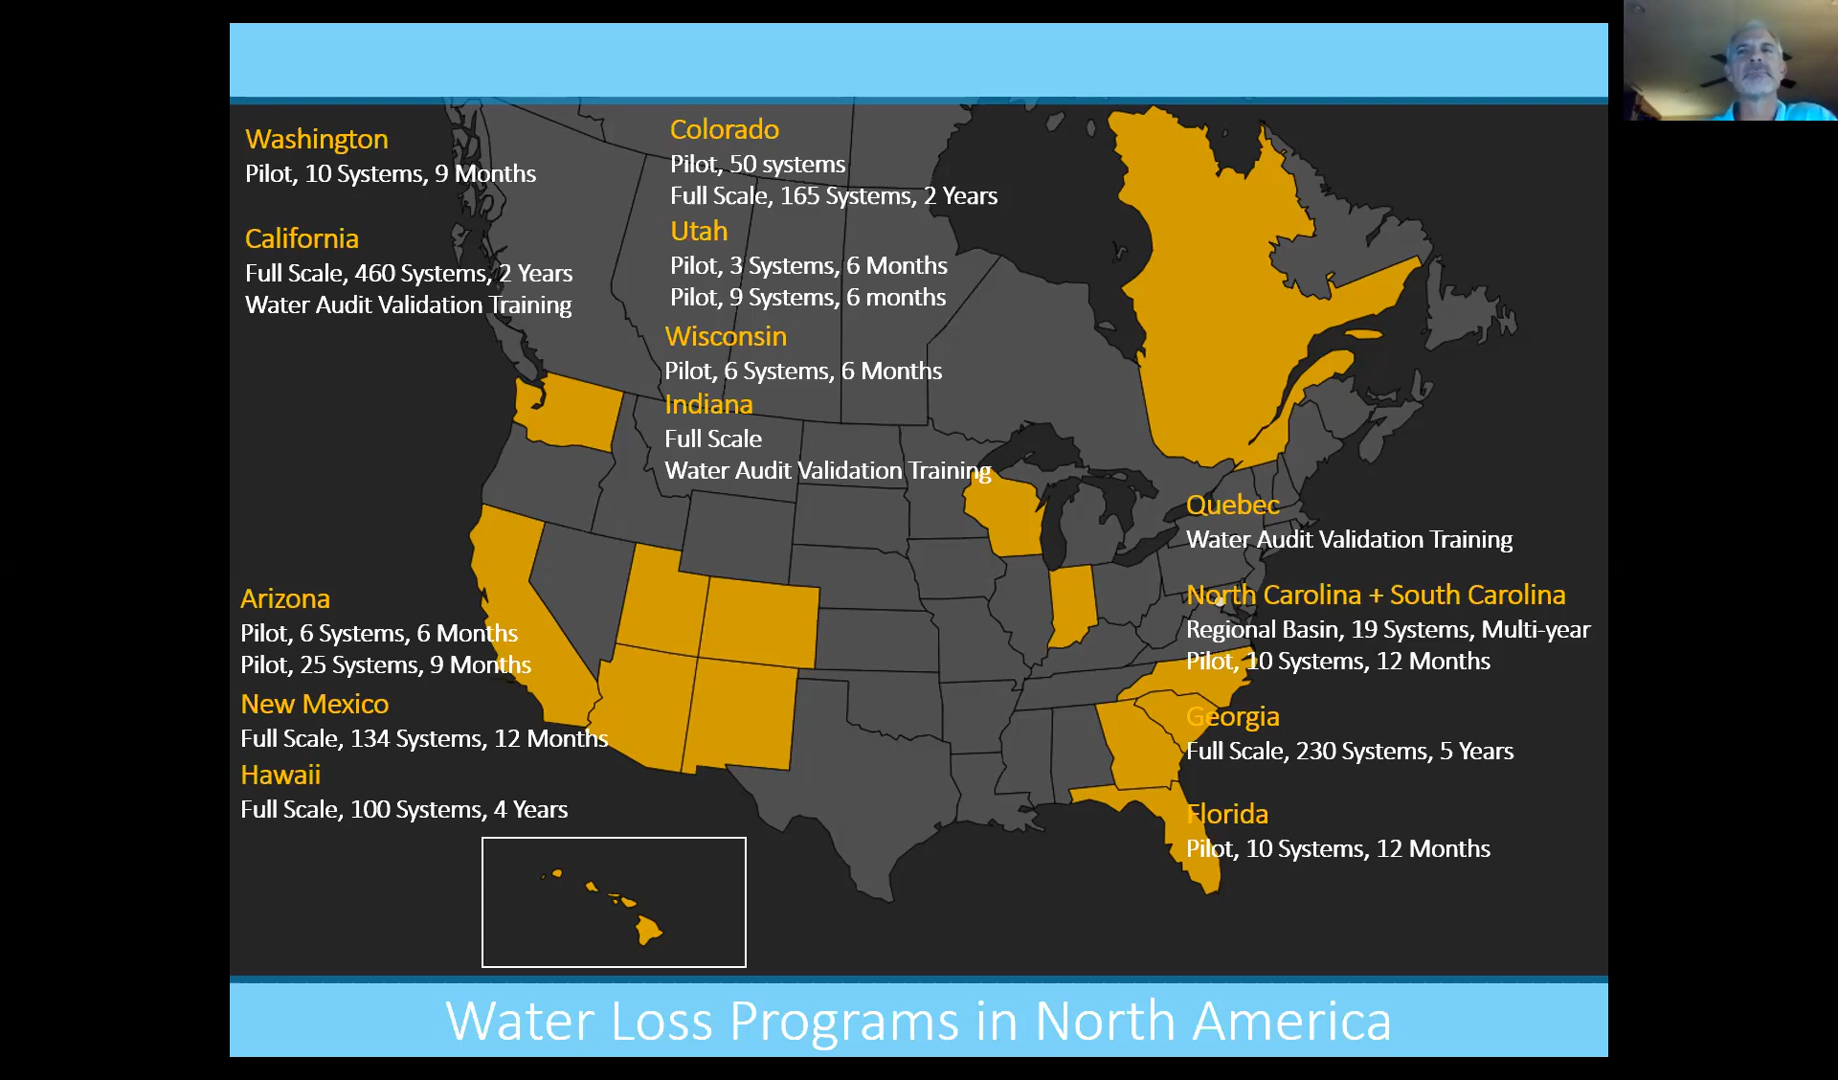 Washington
Pilot, 10 Systems, 9 Months
California
Full Scale, 460 Systems, 2 Years
Water Audit Validation Training
Colorado
Pilot, 50 systems
Full Scale, 165 Systems, 2 Years
Utah
Pilot, 3 Systems, 6 Months
Pilot, 9 Systems, 6 months
Wisconsin
Pilot, 6 Systems, 6 Months
Indiana
Full Scale
Water Audit Validation Training
Quebec
Water Audit Validation Training
North Carolina + South Carolina
Regional Basin, 19 Systems, Multi-year
Pilot, 10 Systems, 12 Months
Georgia
Full Scale, 230 Systems, 5 Years
Florida
Pilot, 10 Systems, 12 Months
Arizona
Pilot, 6 Systems, 6 Months
Pilot, 25 Systems, 9 Months
New Mexico
Full Scale, 134 Systems, 12 Months
Hawaii
Full Scale, 100 Systems, 4 Years
Water Loss Programs in North America